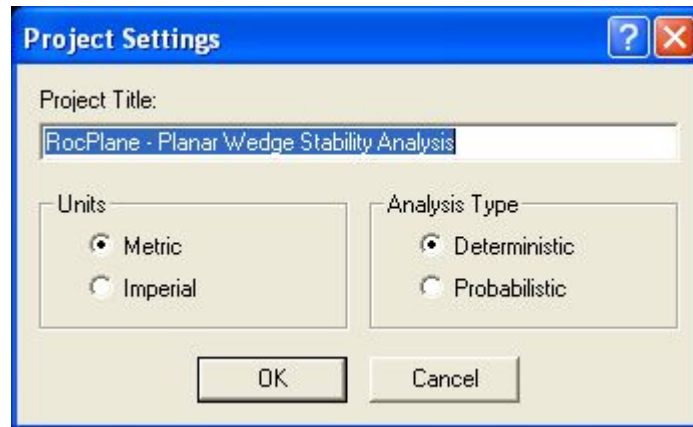 Project Settings
Project Title:
RocPlane - Planar Wedge Stability Analysis
Units
Analysis Type
Metric
Deterministic
Imperial
Probabilistic
OK
Cancel